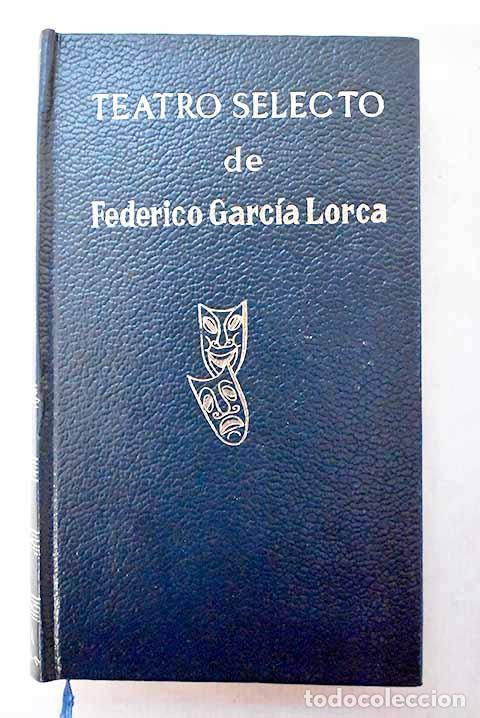 TEATRO SELECTO
de
Federico García Lorca
todocoleccion